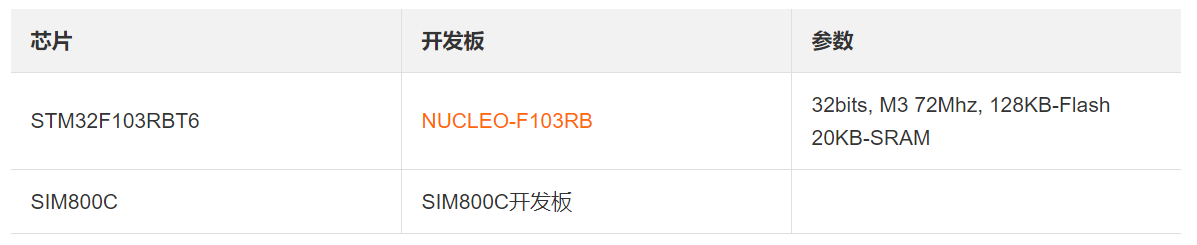 芯片 开发板 参数
STM32F103RBT6 NUCLEO-F103RB 32bits, M3 72Mhz, 128KB-Flash
20KB-SRAM
SIM800C SIM800C开发板